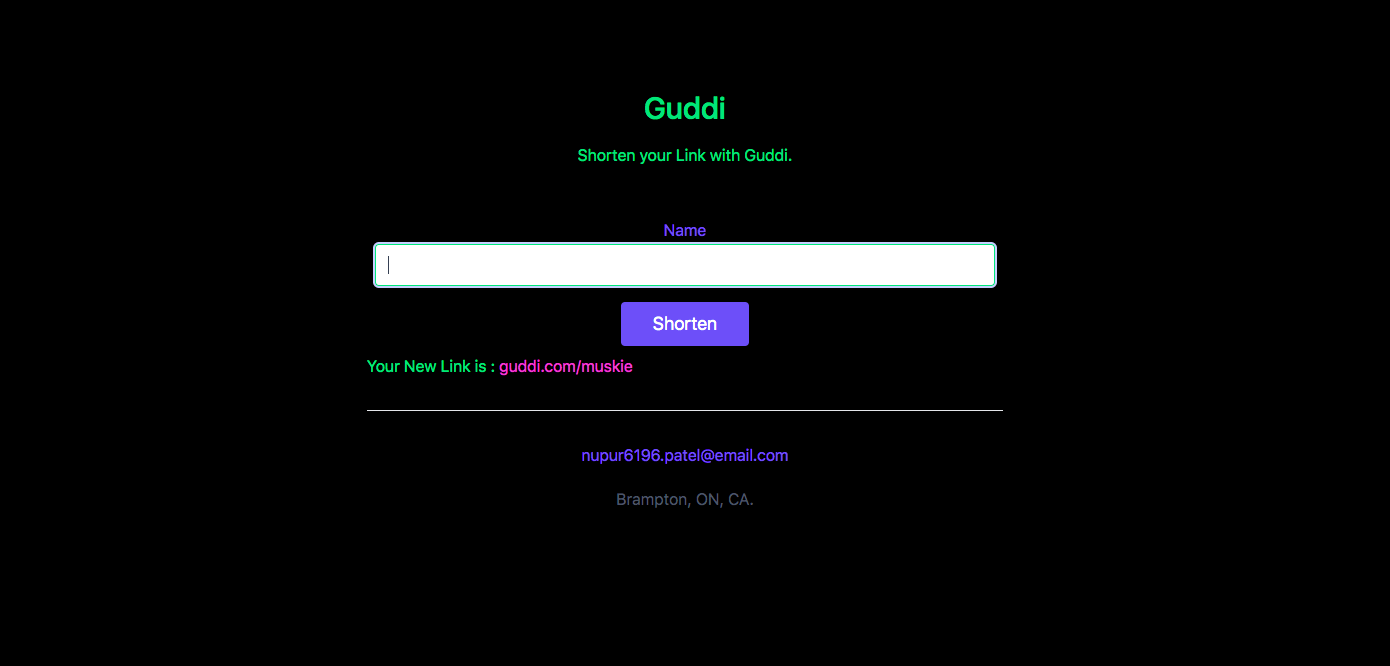 Guddi
Shorten your Link with Guddi.
Name
Shorten
Your New Link is : guddi.com/muskie
nupur6196.patel@email.com
Brampton, ON, CA.